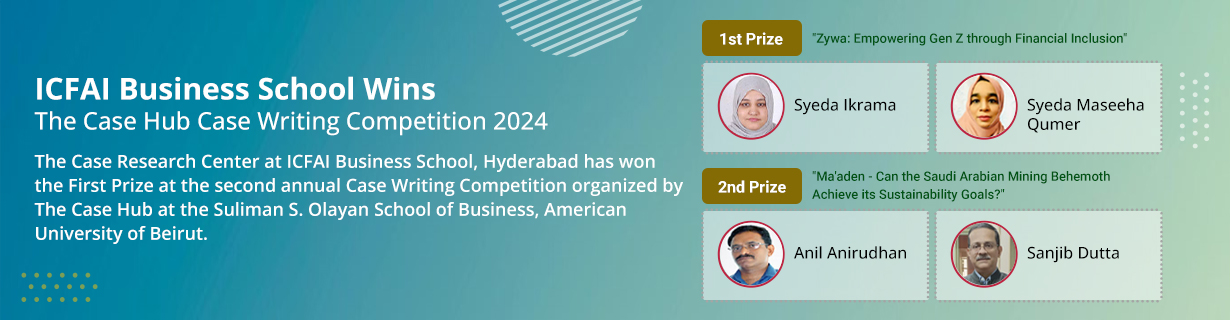 ICFAI Business School Wins
The Case Hub Case Writing Competition 2024
The Case Research Center at ICFAI Business School, Hyderabad has won
the First Prize at the second annual Case Writing Competition organized by
The Case Hub at the Suliman S. Olayan School of Business, American
University of Beirut.
1st Prize
"Zywa: Empowering Gen Z through Financial Inclusion"
Syeda Ikrama
Syeda Maseeha
Qumer
2nd Prize
"Ma'aden - Can the Saudi Arabian Mining Behemoth
Achieve its Sustainability Goals?"
Anil Anirudhan
Sanjib Dutta